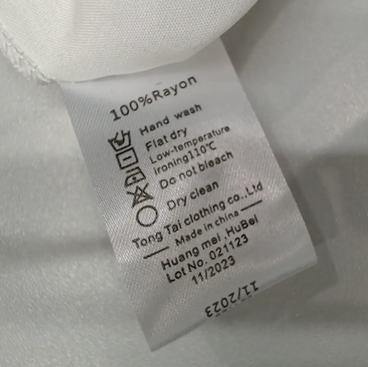 100%Rayon
Hand wash
Flat dry
Low-temperature
ironing110℃
Do not bleach
Dry clean
Tong Tai clothing co.,Ltd
Made in china
Huang mei, HuBei
Lot No. 021123
11/2023
11/2023